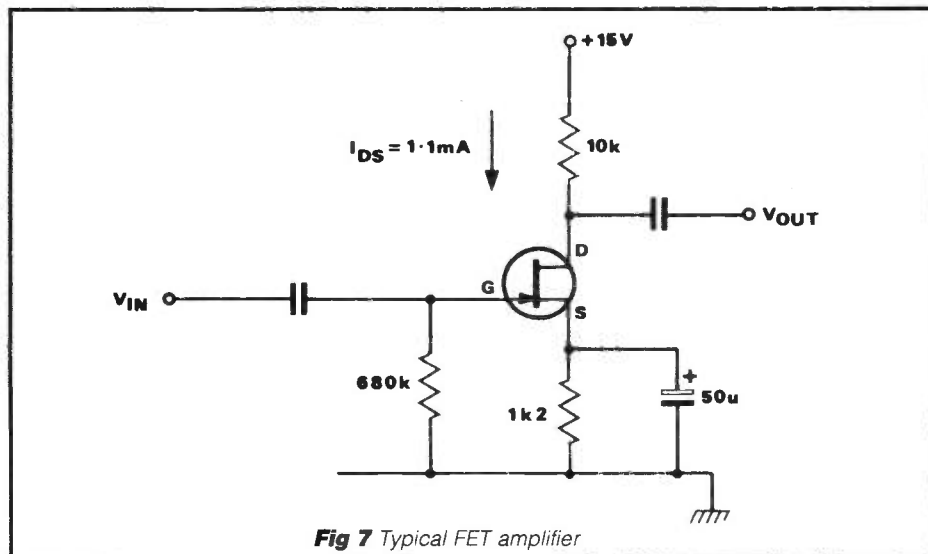 +15V
I_DS = 1·1mA
10k
V_OUT
D
G
S
V_IN
680k
1k2
+
50u
Fig 7 Typical FET amplifier